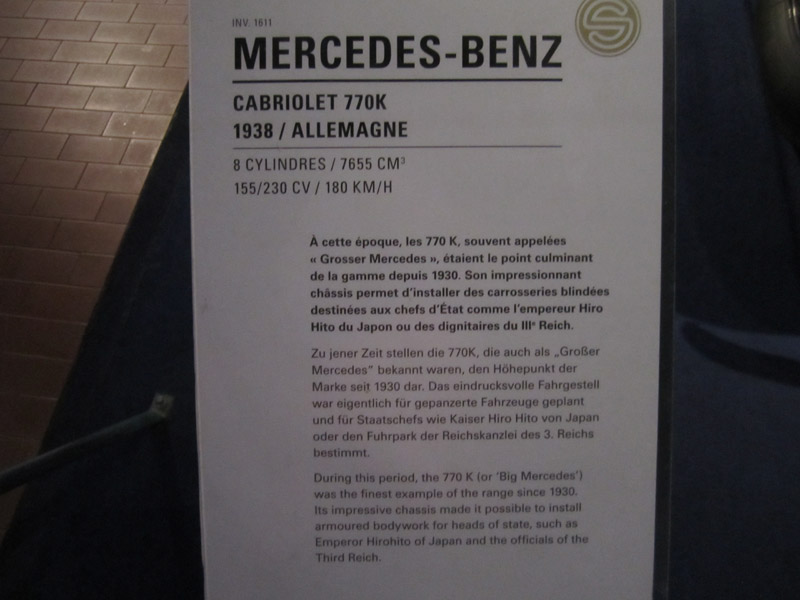 INV. 1611
MERCEDES-BENZ
CABRIOLET 770K
1938 / ALLEMAGNE
8 CYLINDRES / 7655 CM³
155/230 CV / 180 KM/H
À cette époque, les 770 K, souvent appelées
« Grosser Mercedes », étaient le point culminant
de la gamme depuis 1930. Son impressionnant
châssis permet d'installer des carrosseries blindées
destinées aux chefs d'État comme l'empereur Hiro
Hito du Japon ou des dignitaires du IIIᵉ Reich.
Zu jener Zeit stellen die 770K, die auch als „Großer
Mercedes“ bekannt waren, den Höhepunkt der
Marke seit 1930 dar. Das eindrucksvolle Fahrgestell
war eigentlich für gepanzerte Fahrzeuge geplant
und für Staatschefs wie Kaiser Hiro Hito von Japan
oder den Fuhrpark der Reichskanzlei des 3. Reichs
bestimmt.
During this period, the 770 K (or ‘Big Mercedes’)
was the finest example of the range since 1930.
Its impressive chassis made it possible to install
armoured bodywork for heads of state, such as
Emperor Hirohito of Japan and the officials of the
Third Reich.